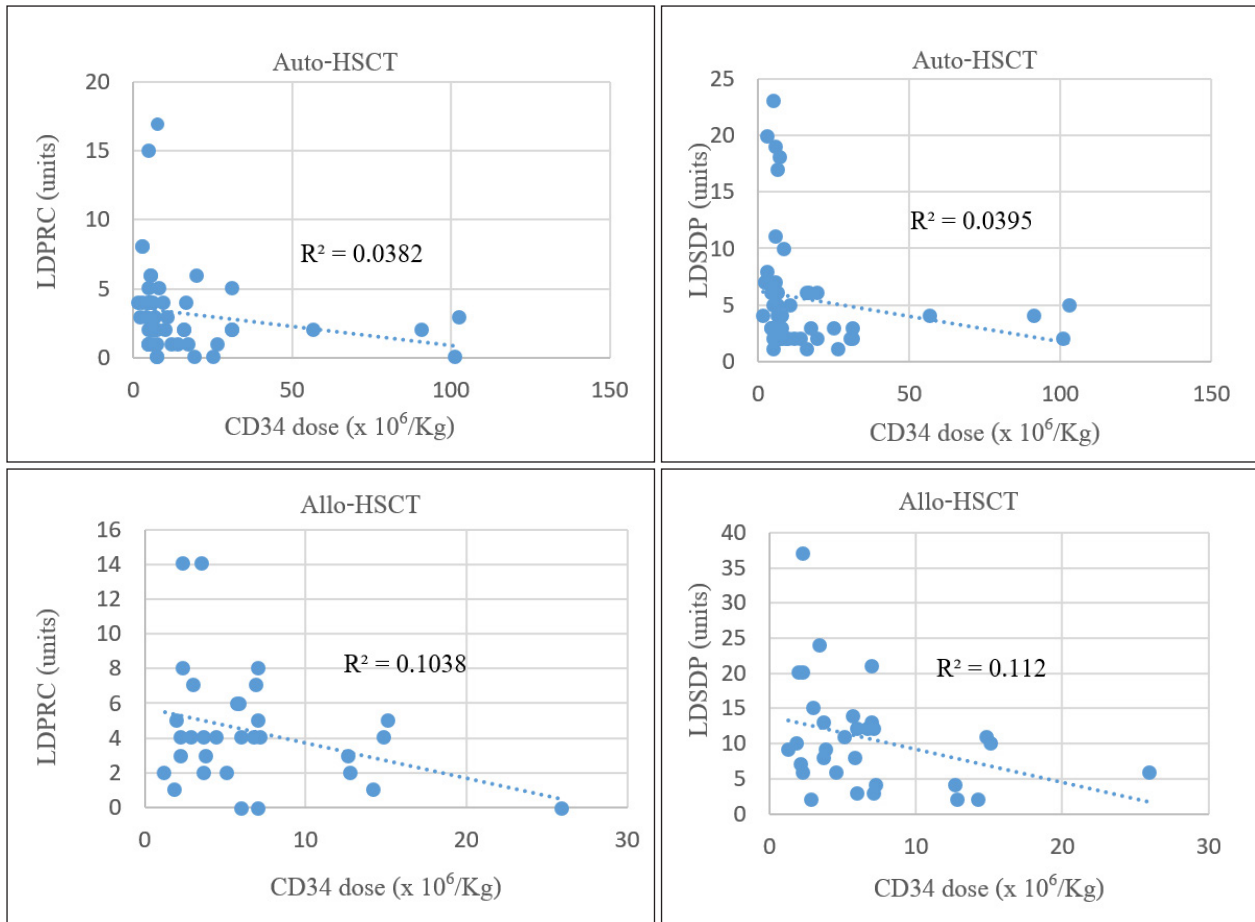 Auto-HSCT
20
15
10
5
0
0 50 100 150
LDPRC (units)
R² = 0.0382
CD34 dose (x 10⁶/Kg)
Auto-HSCT
25
20
15
10
5
0
0 50 100 150
LDSDP (units)
R² = 0.0395
CD34 dose (x 10⁶/Kg)
Allo-HSCT
16
14
12
10
8
6
4
2
0
0 10 20 30
LDPRC (units)
R² = 0.1038
CD34 dose (x 10⁶/Kg)
Allo-HSCT
40
35
30
25
20
15
10
5
0
0 10 20 30
LDSDP (units)
R² = 0.112
CD34 dose (x 10⁶/Kg)